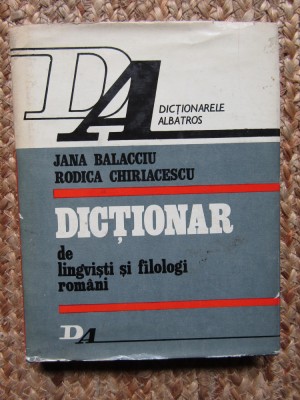 DA
DICȚIONARELE
ALBATROS
JANA BALACCIU
RODICA CHIRIACESCU
DICȚIONAR
de
lingviști și filologi
români
DA